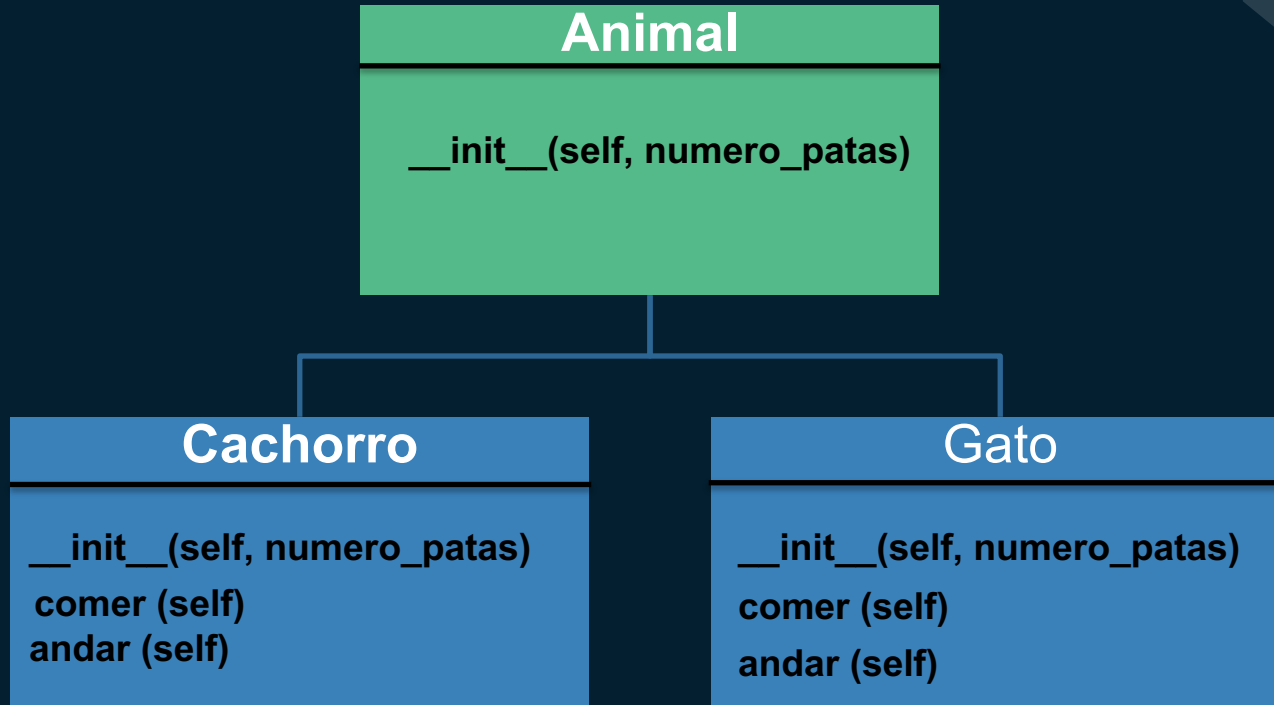 Animal
__init__(self, numero_patas)
Cachorro
__init__(self, numero_patas)
comer (self)
andar (self)
Gato
__init__(self, numero_patas)
comer (self)
andar (self)